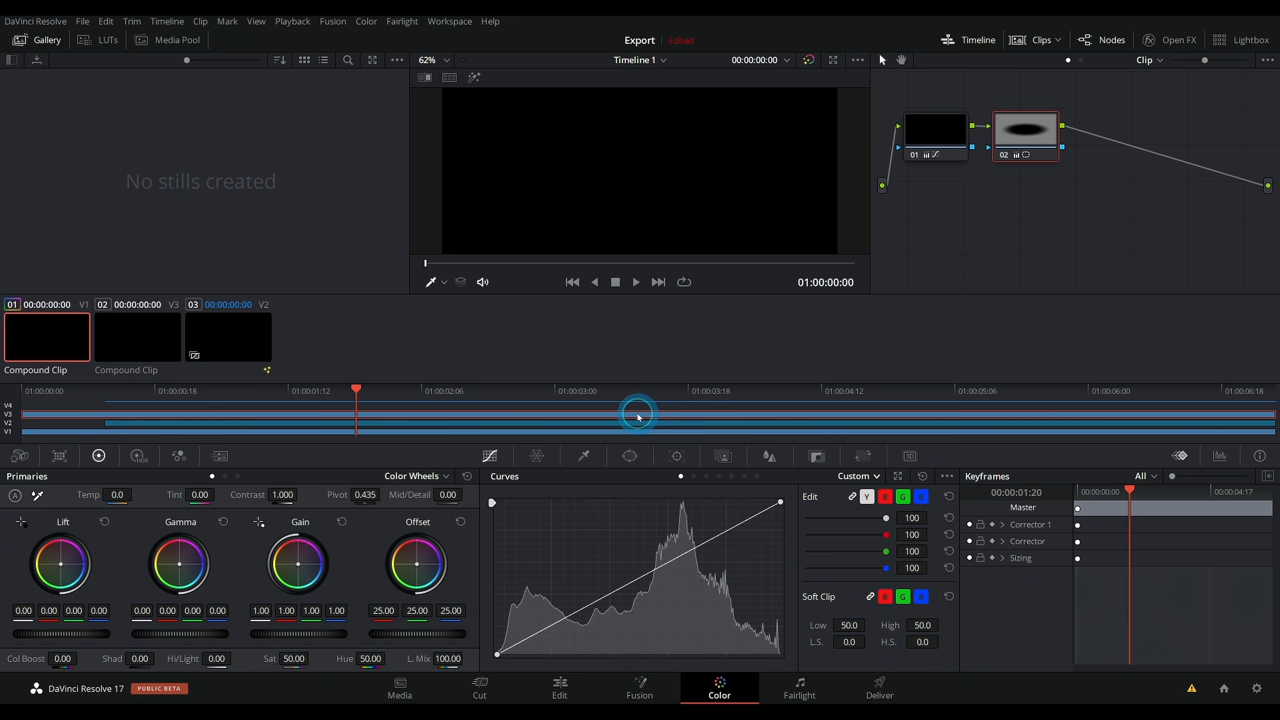 DaVinci Resolve File Edit Trim Timeline Clip Mark View Playback Fusion Color Fairlight Workspace Help
Gallery LUTs Media Pool Export Edited Timeline Clips Nodes Open FX Lightbox
62% Timeline 1 00:00:00:00 Clip
No stills created
01 02
01:00:00:00
01 00:00:00:00 V1 02 00:00:00:00 V3 03 00:00:00:00 V2
Compound Clip Compound Clip
01:00:00:00 01:00:00:18 01:00:01:12 01:00:02:06 01:00:03:00 01:00:03:18 01:00:04:12 01:00:05:06 01:00:06:00 01:00:06:18
V4
V3
V2
V1
Primaries Color Wheels Curves Custom Keyframes All
A Temp 0.0 Tint 0.00 Contrast 1.000 Pivot 0.435 Mid/Detail 0.00 Edit Y R G B 00:00:01:20 00:00:00:00 00:00:04:17
Master
Lift Gamma Gain Offset 100 Corrector 1
100 Corrector
100 Sizing
100
Soft Clip R G B
0.00 0.00 0.00 0.00 0.00 0.00 0.00 0.00 1.00 1.00 1.00 1.00 25.00 25.00 25.00
Low 50.0 High 50.0
L.S. 0.0 H.S. 0.0
Col Boost 0.00 Shad 0.00 Hi/Light 0.00 Sat 50.00 Hue 50.00 L. Mix 100.00
DaVinci Resolve 17 PUBLIC BETA Media Cut Edit Fusion Color Fairlight Deliver